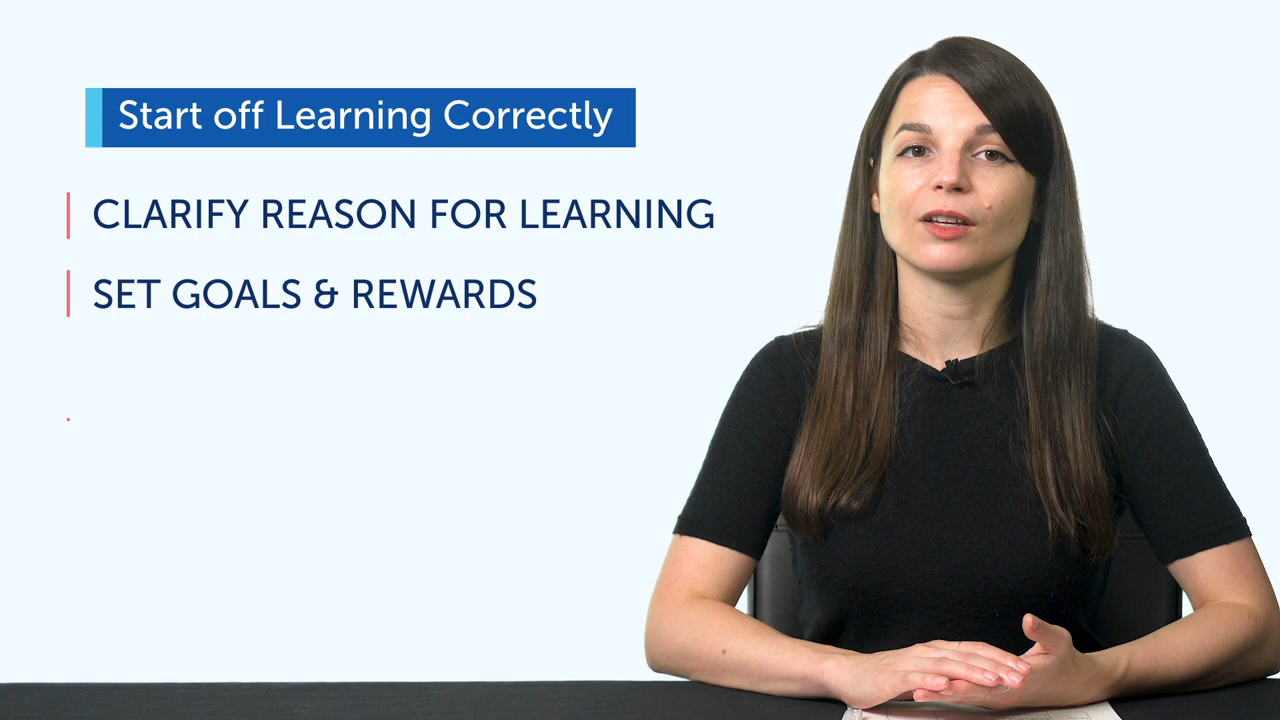 Start off Learning Correctly
CLARIFY REASON FOR LEARNING
SET GOALS & REWARDS